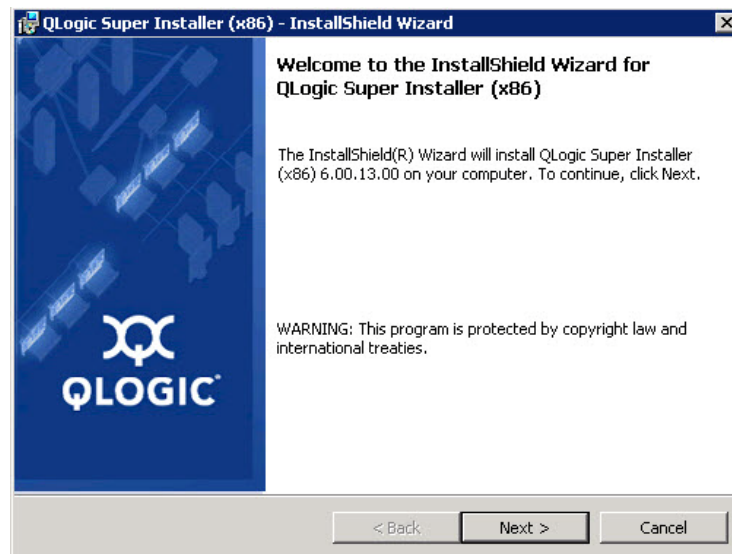 QLogic Super Installer (x86) - InstallShield Wizard
Welcome to the InstallShield Wizard for
QLogic Super Installer (x86)
The InstallShield(R) Wizard will install QLogic Super Installer
(x86) 6.00.13.00 on your computer. To continue, click Next.
WARNING: This program is protected by copyright law and
international treaties.
QLOGIC
< Back
Next >
Cancel